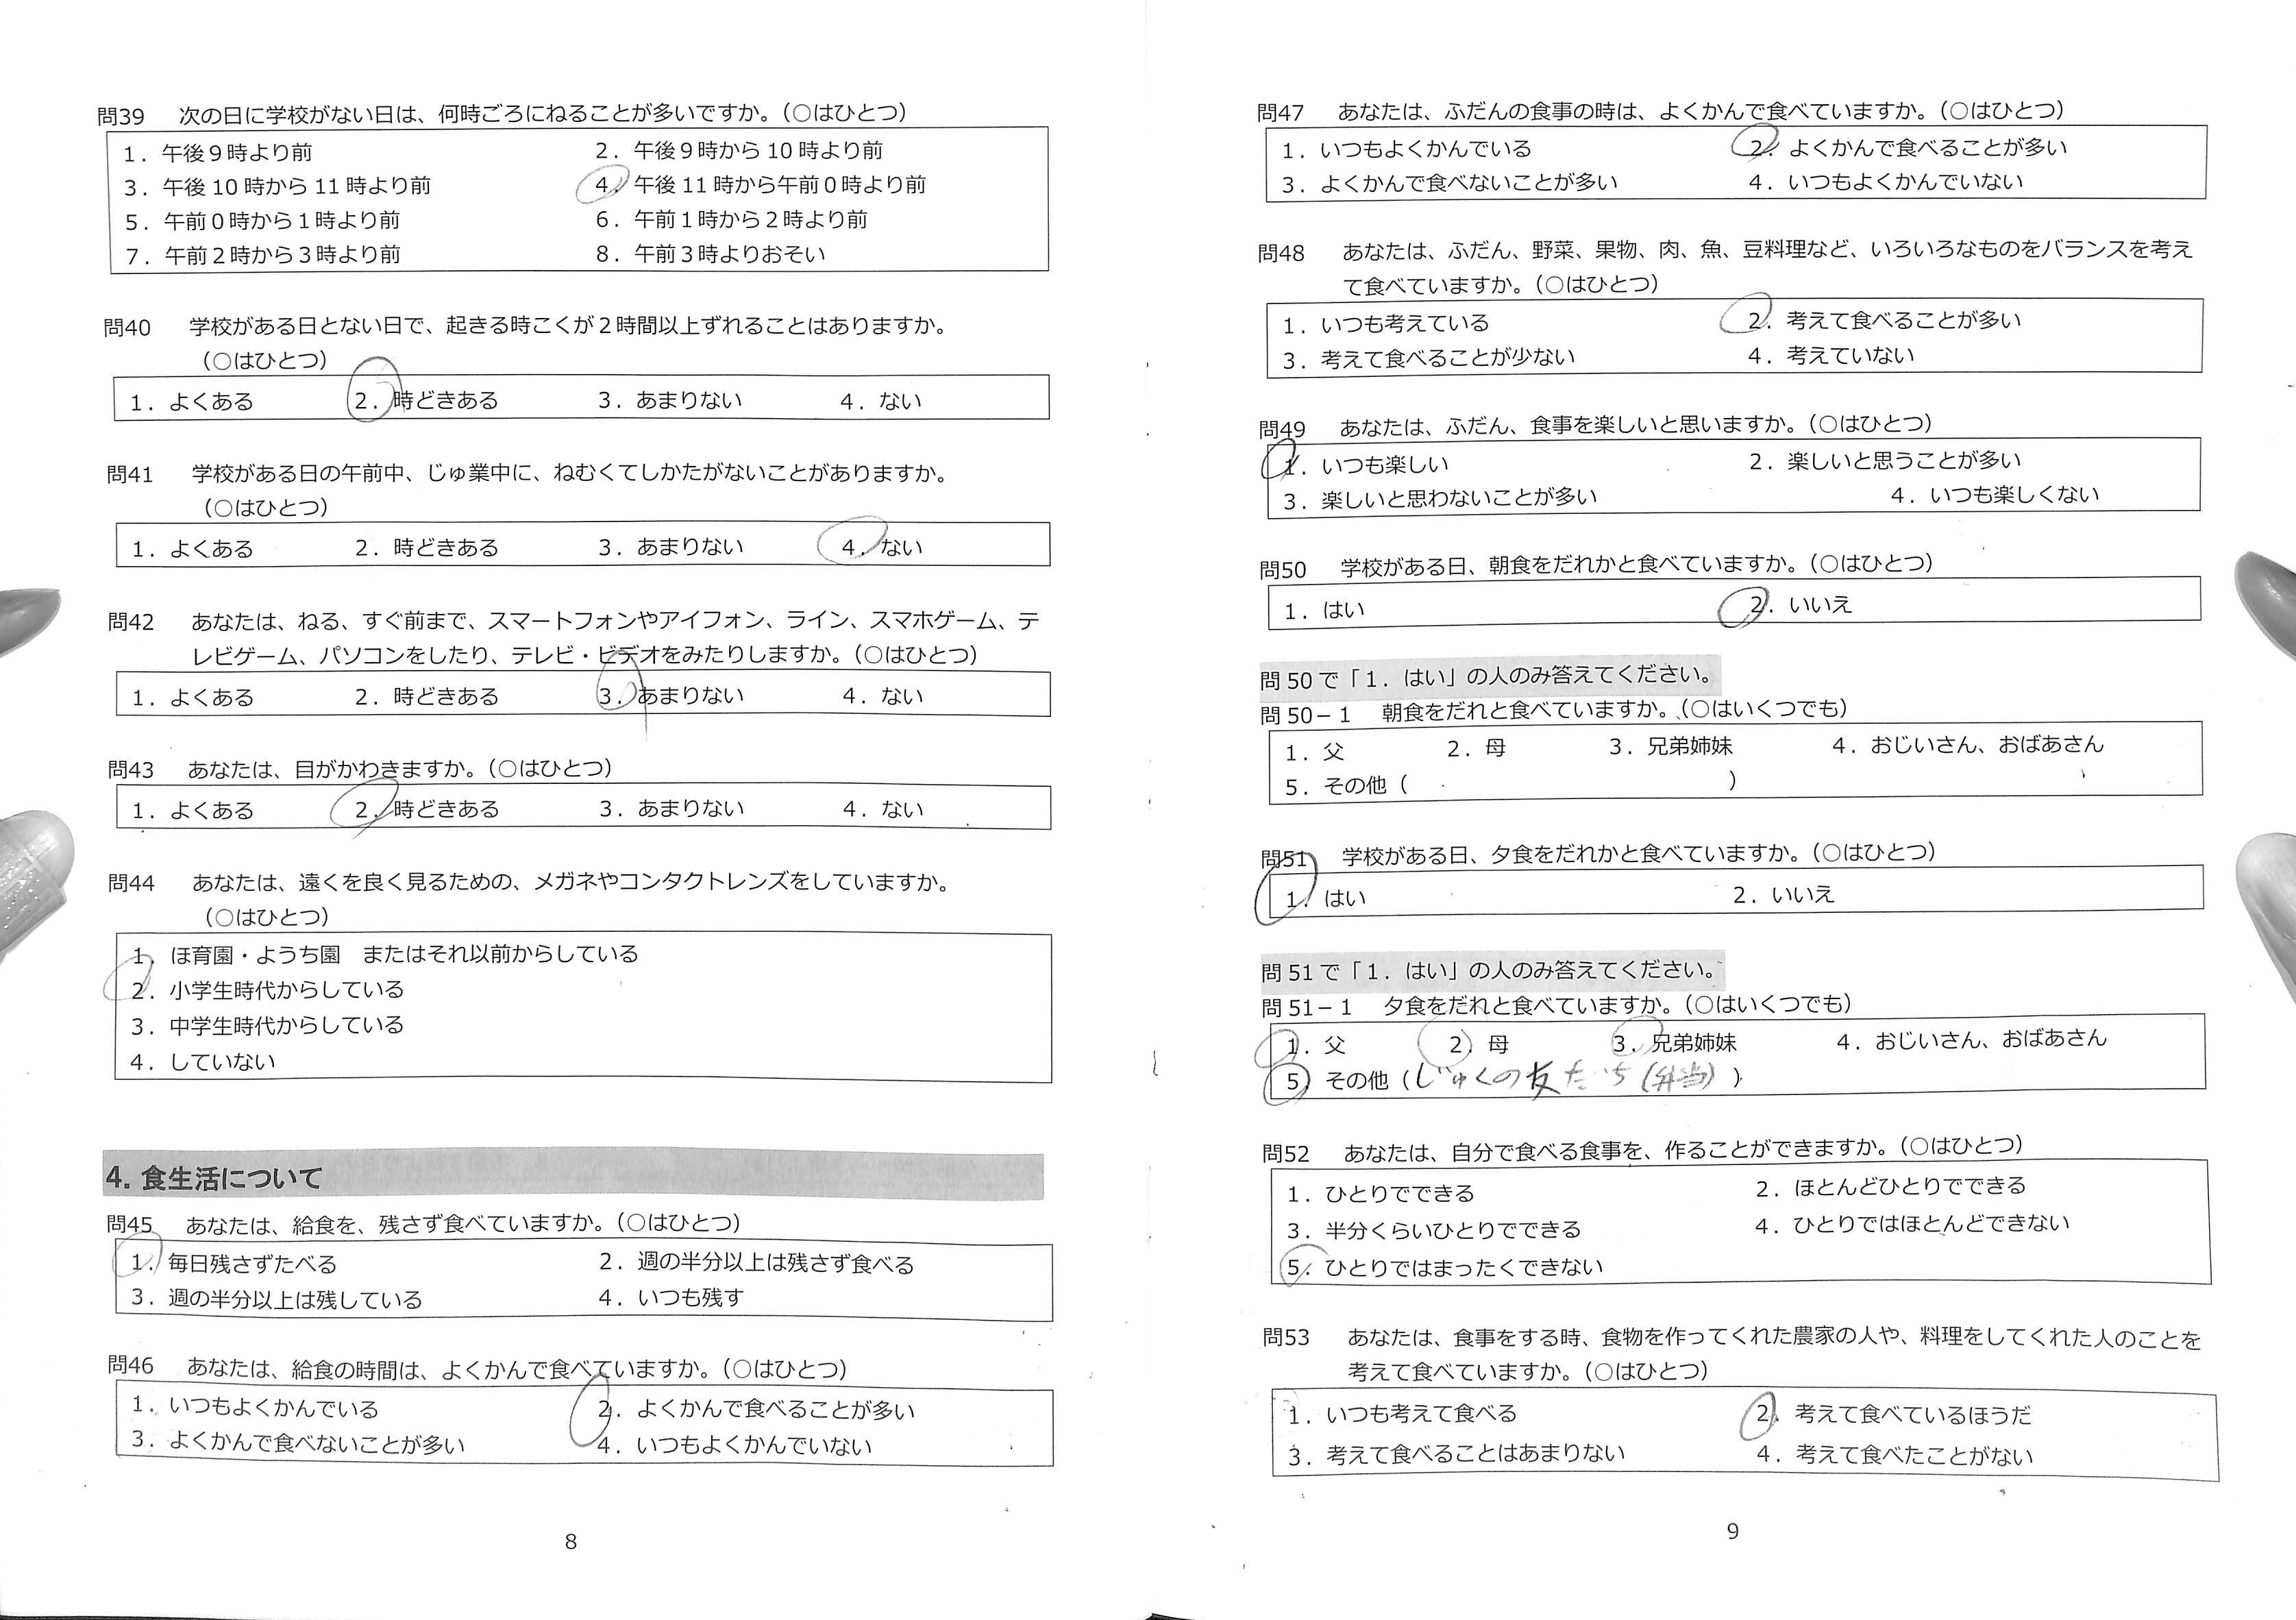 問39　次の日に学校がない日は、何時ごろにねることが多いですか。（○はひとつ）
1．午後９時より前　2．午後９時から 10 時より前
3．午後 10 時から 11 時より前　4．午後 11 時から午前０時より前
5．午前０時から１時より前　6．午前１時から２時より前
7．午前２時から３時より前　8．午前３時よりおそい
問40　学校がある日とない日で、起きる時こくが２時間以上ずれることはありますか。
（○はひとつ）
1．よくある　2．時どきある　3．あまりない　4．ない
問41　学校がある日の午前中、じゅ業中に、ねむくてしかたがないことがありますか。
（○はひとつ）
1．よくある　2．時どきある　3．あまりない　4．ない
問42　あなたは、ねる、すぐ前まで、スマートフォンやアイフォン、ライン、スマホゲーム、テ
レビゲーム、パソコンをしたり、テレビ・ビデオをみたりしますか。（○はひとつ）
1．よくある　2．時どきある　3．あまりない　4．ない
問43　あなたは、目がかわきますか。（○はひとつ）
1．よくある　2．時どきある　3．あまりない　4．ない
問44　あなたは、遠くを良く見るための、メガネやコンタクトレンズをしていますか。
（○はひとつ）
1．ほ育園・ようち園　またはそれ以前からしている
2．小学生時代からしている
3．中学生時代からしている
4．していない
4. 食生活について
問45　あなたは、給食を、残さず食べていますか。（○はひとつ）
1．毎日残さずたべる　2．週の半分以上は残さず食べる
3．週の半分以上は残している　4．いつも残す
問46　あなたは、給食の時間は、よくかんで食べていますか。（○はひとつ）
1．いつもよくかんでいる　2．よくかんで食べることが多い
3．よくかんで食べないことが多い　4．いつもよくかんでいない
8
問47　あなたは、ふだんの食事の時は、よくかんで食べていますか。（○はひとつ）
1．いつもよくかんでいる　2．よくかんで食べることが多い
3．よくかんで食べないことが多い　4．いつもよくかんでいない
問48　あなたは、ふだん、野菜、果物、肉、魚、豆料理など、いろいろなものをバランスを考え
て食べていますか。（○はひとつ）
1．いつも考えている　2．考えて食べることが多い
3．考えて食べることが少ない　4．考えていない
問49　あなたは、ふだん、食事を楽しいと思いますか。（○はひとつ）
1．いつも楽しい　2．楽しいと思うことが多い
3．楽しいと思わないことが多い　4．いつも楽しくない
問50　学校がある日、朝食をだれかと食べていますか。（○はひとつ）
1．はい　2．いいえ
問 50 で「１．はい」の人のみ答えてください。
問 50－１　朝食をだれと食べていますか。（○はいくつでも）
1．父　2．母　3．兄弟姉妹　4．おじいさん、おばあさん
5．その他（　　　）
問51　学校がある日、夕食をだれかと食べていますか。（○はひとつ）
1．はい　2．いいえ
問 51 で「１．はい」の人のみ答えてください。
問 51－１　夕食をだれと食べていますか。（○はいくつでも）
1．父　2．母　3．兄弟姉妹　4．おじいさん、おばあさん
5．その他（じゅくの友だち（弁当））
問52　あなたは、自分で食べる食事を、作ることができますか。（○はひとつ）
1．ひとりでできる　2．ほとんどひとりでできる
3．半分くらいひとりでできる　4．ひとりではほとんどできない
5．ひとりではまったくできない
問53　あなたは、食事をする時、食物を作ってくれた農家の人や、料理をしてくれた人のことを
考えて食べていますか。（○はひとつ）
1．いつも考えて食べる　2．考えて食べているほうだ
3．考えて食べることはあまりない　4．考えて食べたことがない
9